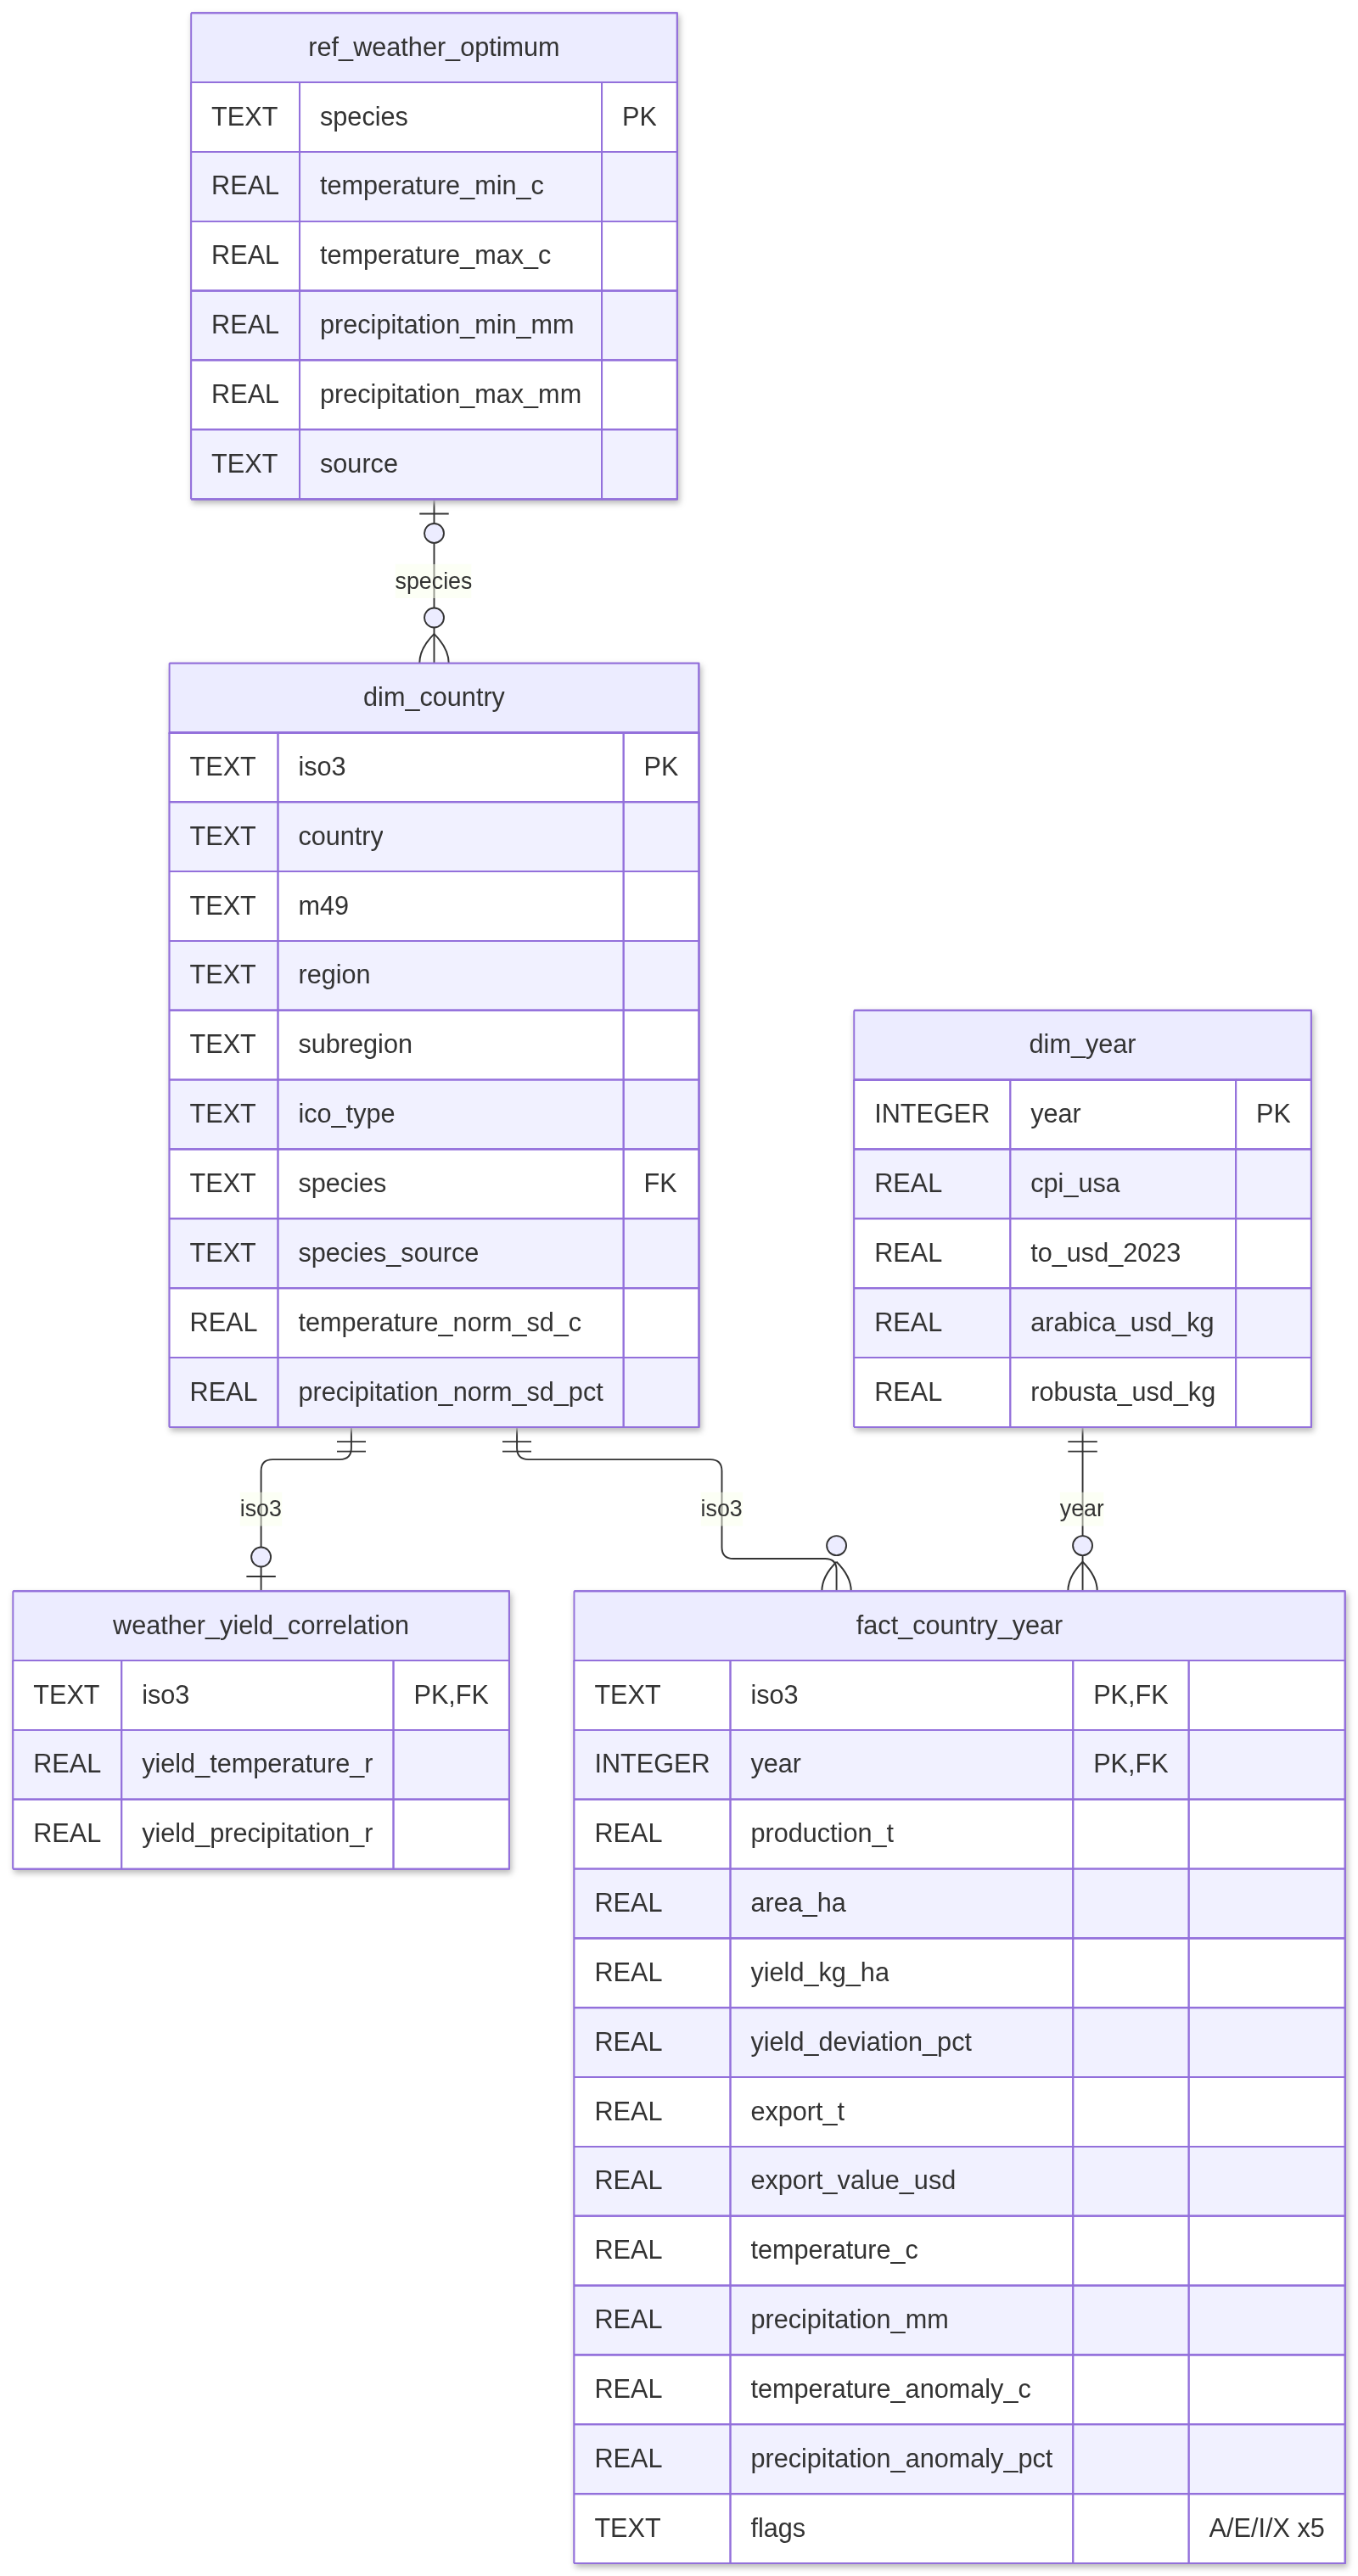 ref_weather_optimum
TEXT species PK
REAL temperature_min_c
REAL temperature_max_c
REAL precipitation_min_mm
REAL precipitation_max_mm
TEXT source
species
dim_country
TEXT iso3 PK
TEXT country
TEXT m49
TEXT region
TEXT subregion
TEXT ico_type
TEXT species FK
TEXT species_source
REAL temperature_norm_sd_c
REAL precipitation_norm_sd_pct
dim_year
INTEGER year PK
REAL cpi_usa
REAL to_usd_2023
REAL arabica_usd_kg
REAL robusta_usd_kg
iso3
iso3
year
weather_yield_correlation
TEXT iso3 PK,FK
REAL yield_temperature_r
REAL yield_precipitation_r
fact_country_year
TEXT iso3 PK,FK
INTEGER year PK,FK
REAL production_t
REAL area_ha
REAL yield_kg_ha
REAL yield_deviation_pct
REAL export_t
REAL export_value_usd
REAL temperature_c
REAL precipitation_mm
REAL temperature_anomaly_c
REAL precipitation_anomaly_pct
TEXT flags A/E/I/X x5